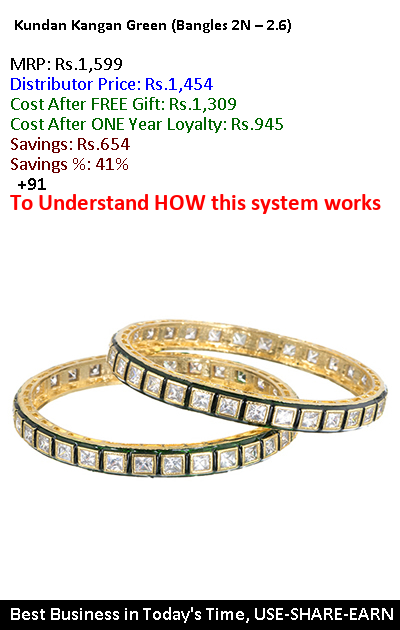 Kundan Kangan Green (Bangles 2N – 2.6)
MRP: Rs.1,599
Distributor Price: Rs.1,454
Cost After FREE Gift: Rs.1,309
Cost After ONE Year Loyalty: Rs.945
Savings: Rs.654
Savings %: 41%
+91
To Understand HOW this system works
Best Business in Today's Time, USE-SHARE-EARN